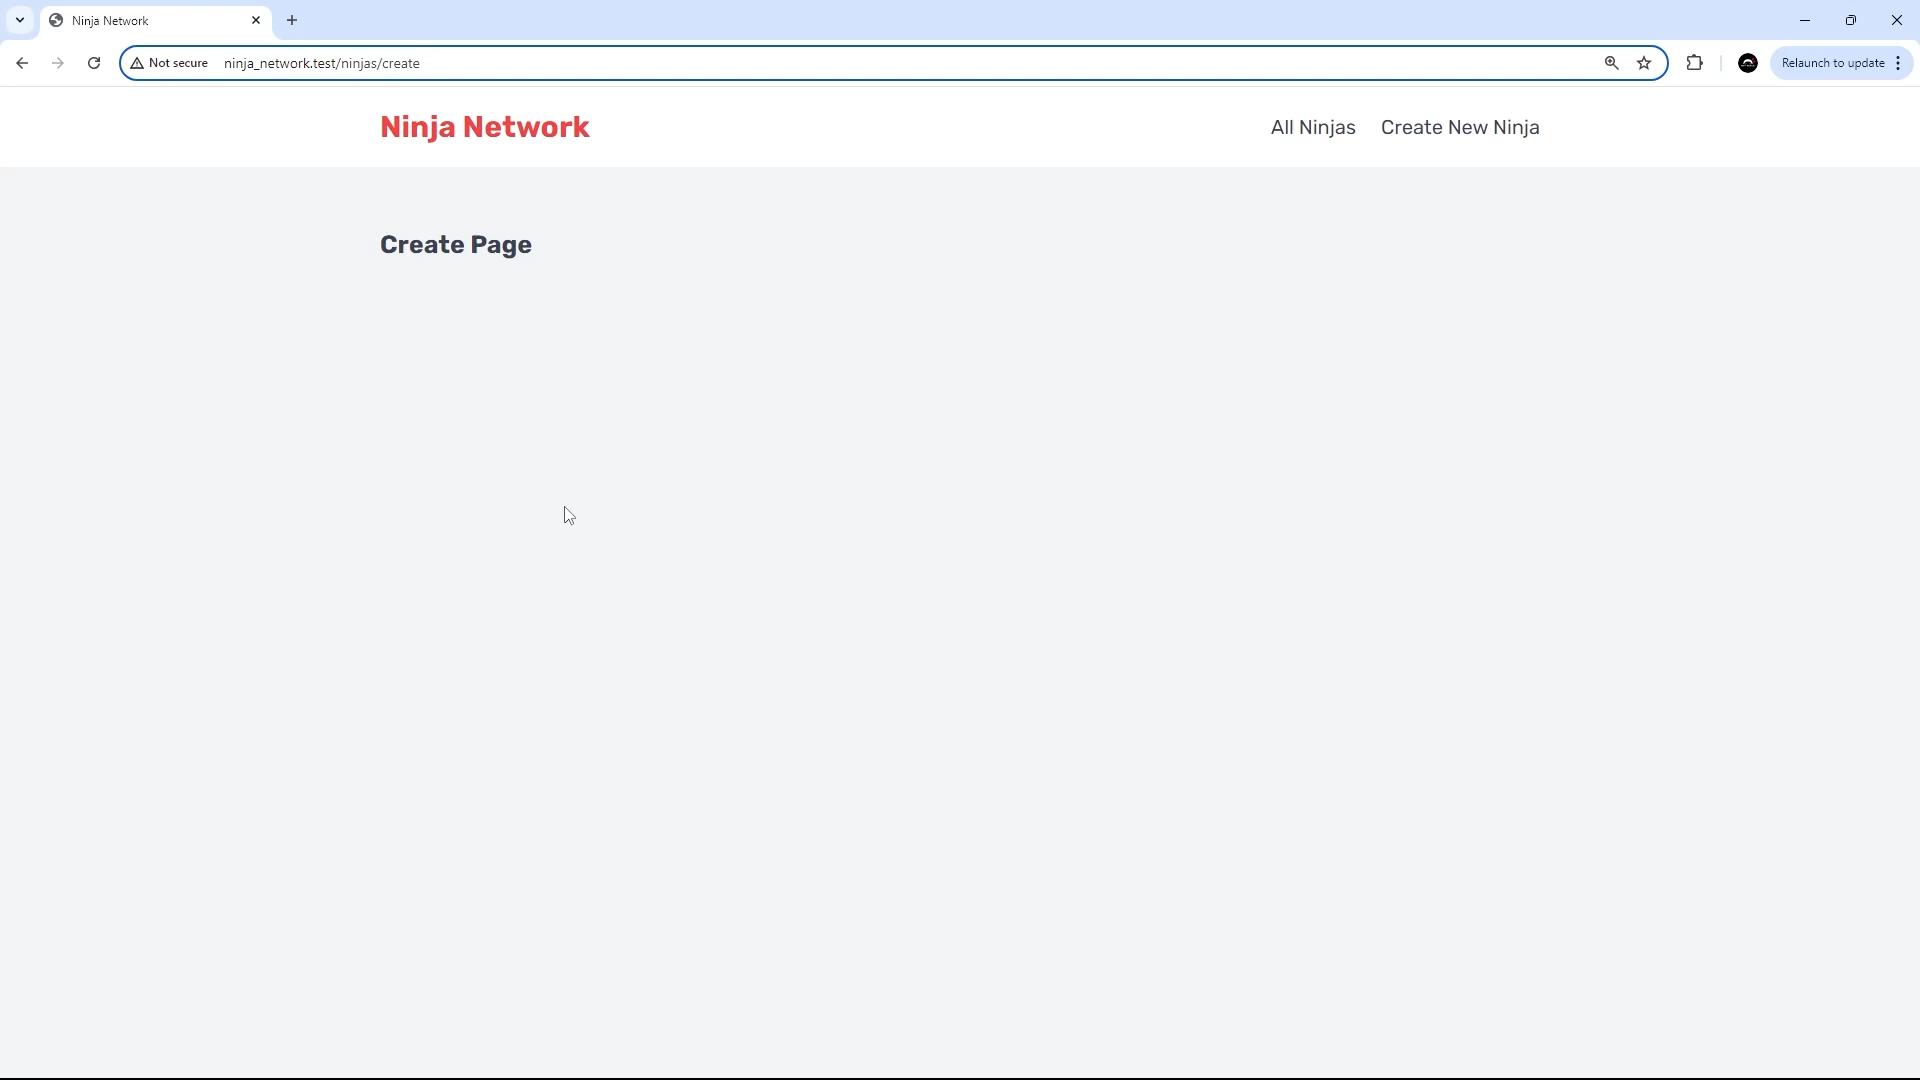 Ninja Network
Not secure
ninja_network.test/ninjas/create
Relaunch to update
Ninja Network
All Ninjas
Create New Ninja
Create Page